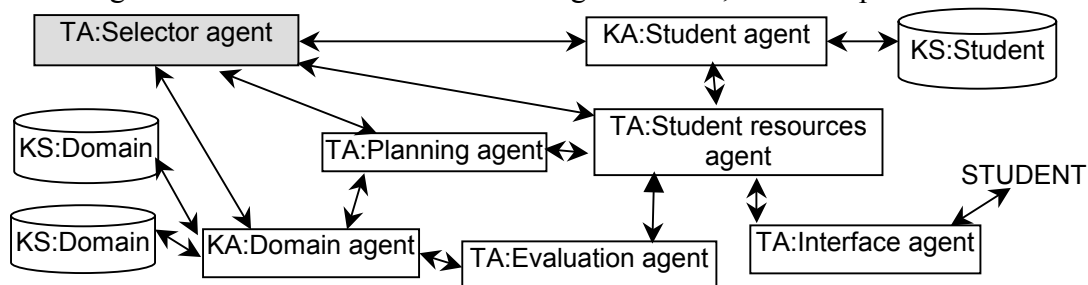 TA:Selector agent
KA:Student agent
KS:Student
KS:Domain
TA:Planning agent
TA:Student resources
agent
STUDENT
KS:Domain
KA:Domain agent
TA:Evaluation agent
TA:Interface agent